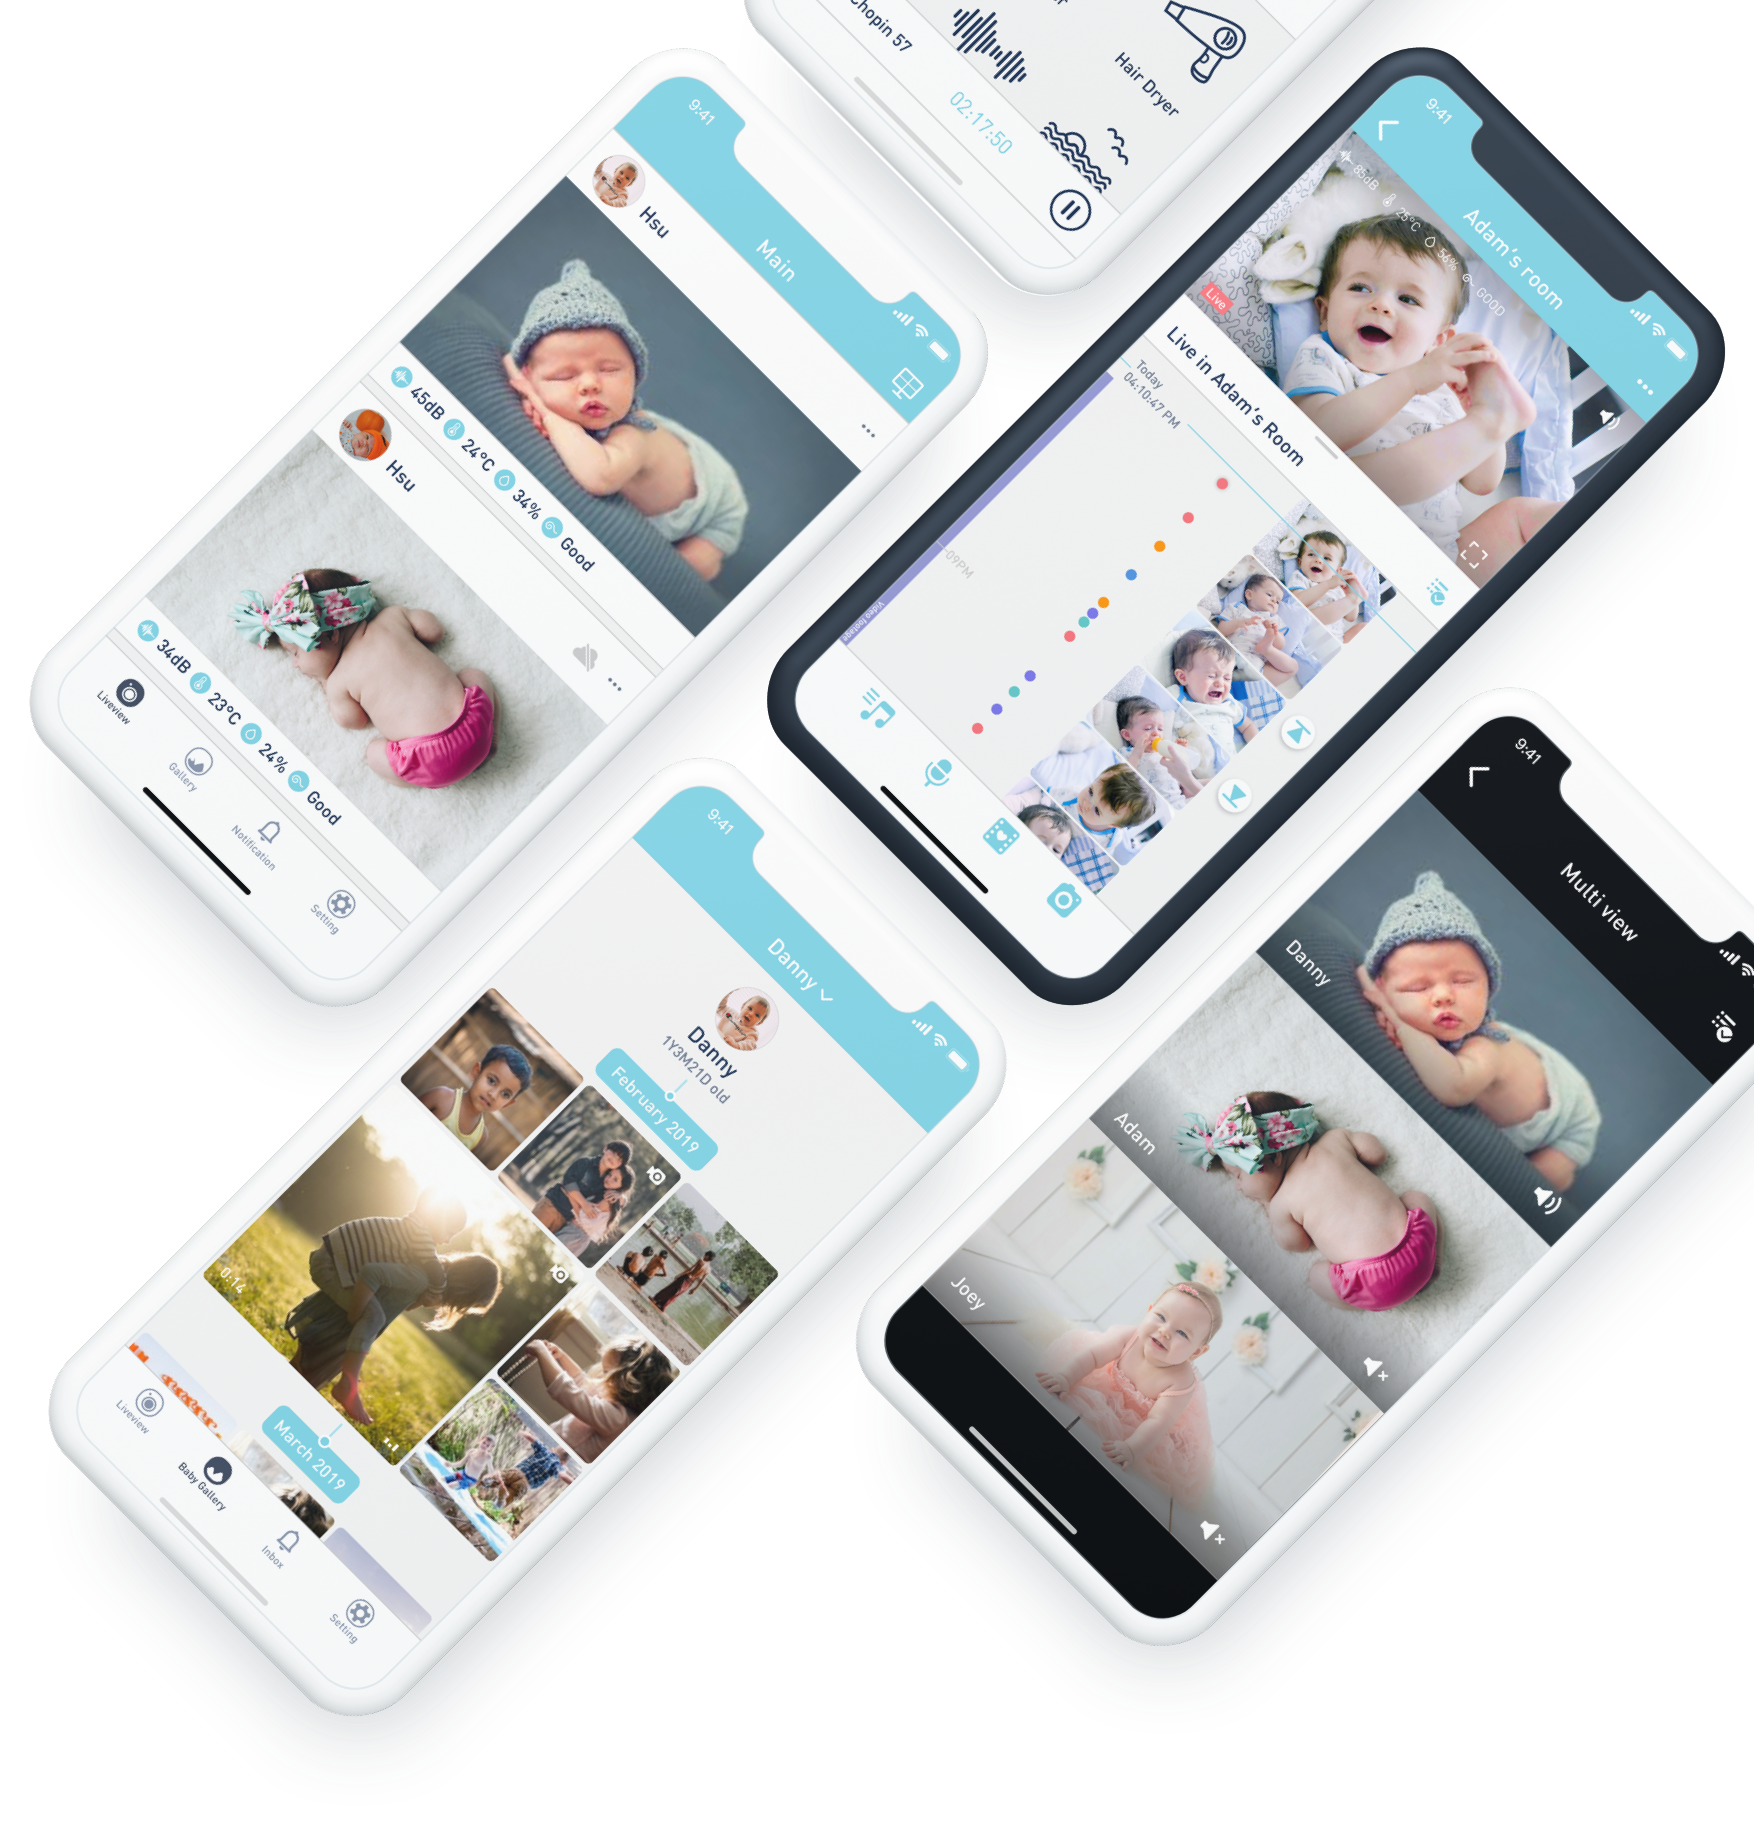 Chopin 57
02:17:50
Hair Dryer
9:41
Main
Hsu
45dB 24°C 34% Good
Hsu
34dB 23°C 24% Good
Liveview
Gallery
Notification
Setting
9:41
Adam's room
85dB 25°C 56% GOOD
Live
Live in Adam's Room
Today
04:10:47 PM
09PM
Video footage
9:41
Danny
Danny
1Y3M21D old
February 2019
0:14
March 2019
Liveview
Baby Gallery
Inbox
Setting
9:41
Multi view
Danny
Adam
Joey